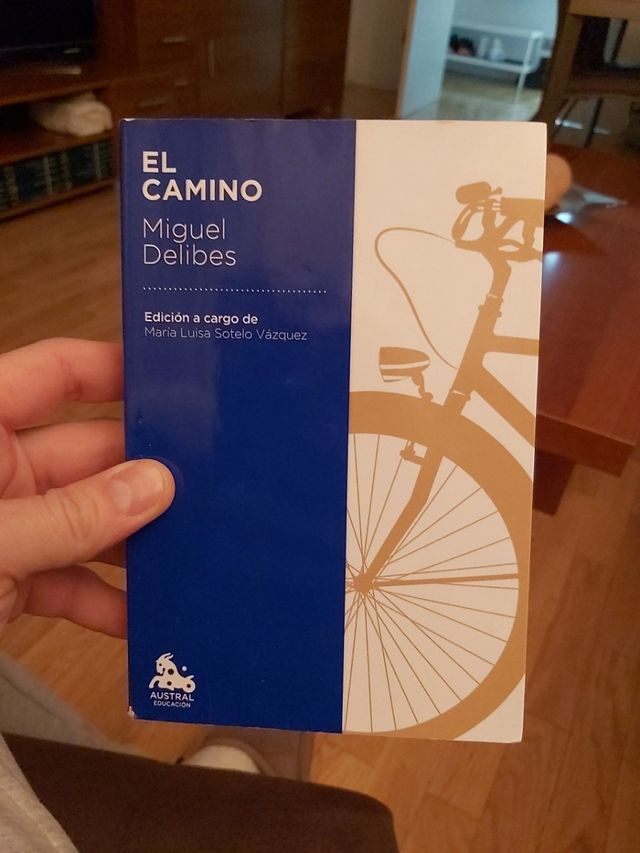 EL
CAMINO
Miguel
Delibes
Edición a cargo de
María Luisa Sotelo Vázquez
AUSTRAL
EDUCACIÓN